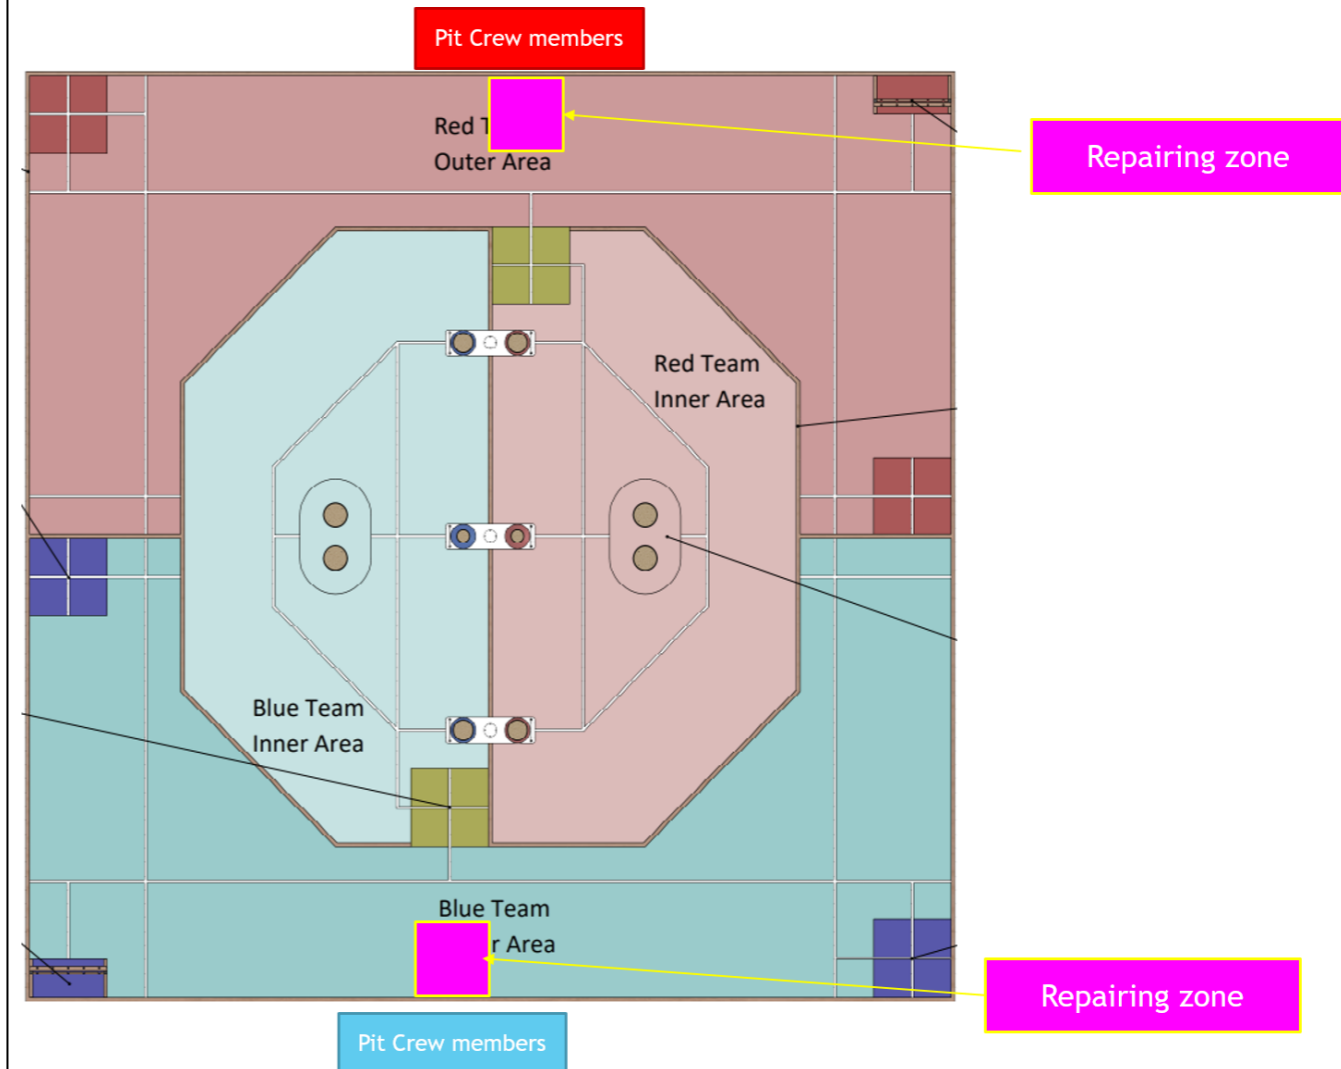 Pit Crew members
Red T
Outer Area
Repairing zone
Red Team
Inner Area
Blue Team
Inner Area
Blue Team
r Area
Repairing zone
Pit Crew members